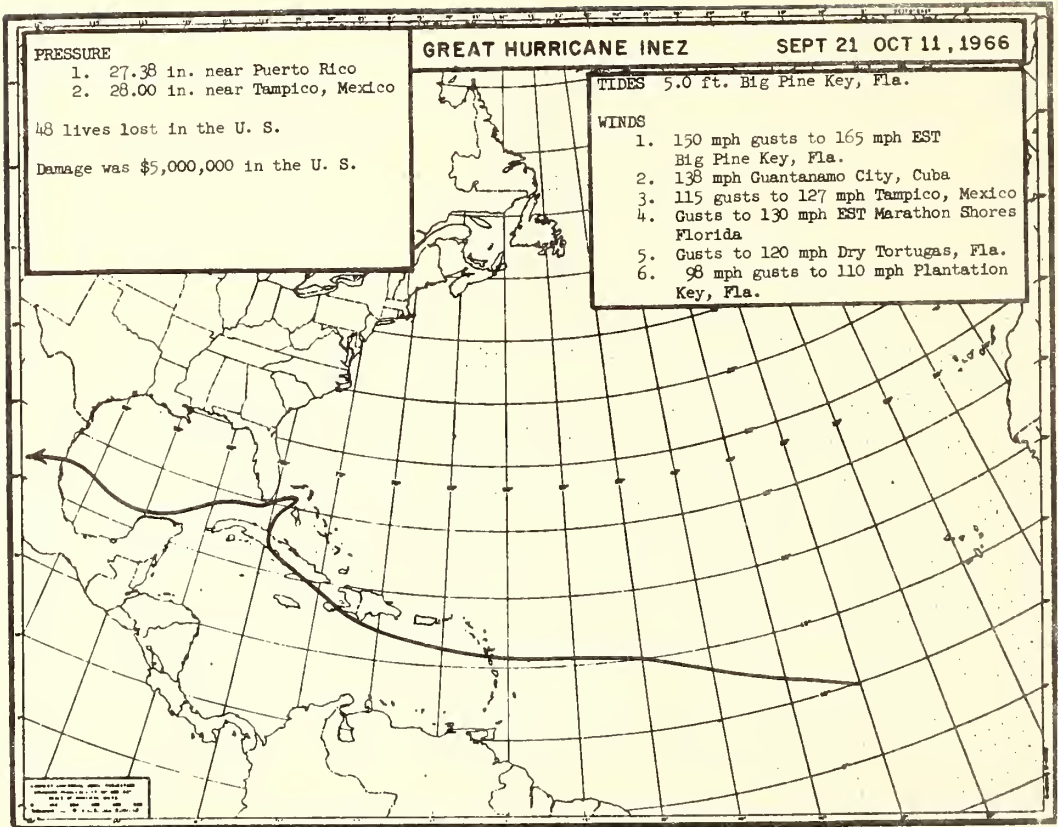 GREAT HURRICANE INEZ SEPT 21 OCT 11, 1966
PRESSURE
1. 27.38 in. near Puerto Rico
2. 28.00 in. near Tampico, Mexico
48 lives lost in the U. S.
Damage was $5,000,000 in the U. S.
TIDES 5.0 ft. Big Pine Key, Fla.
WINDS
1. 150 mph gusts to 165 mph EST
Big Pine Key, Fla.
2. 138 mph Guantanamo City, Cuba
3. 115 gusts to 127 mph Tampico, Mexico
4. Gusts to 130 mph EST Marathon Shores
Florida
5. Gusts to 120 mph Dry Tortugas, Fla.
6. 98 mph gusts to 110 mph Plantation
Key, Fla.